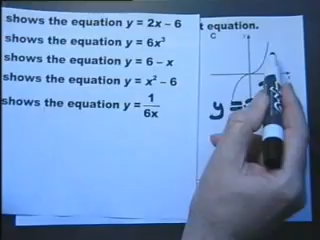 shows the equation y = 2x – 6
t equation.
C
y
shows the equation y = 6x³
shows the equation y = 6 – x
shows the equation y = x² – 6
shows the equation y = 1/6x
y =